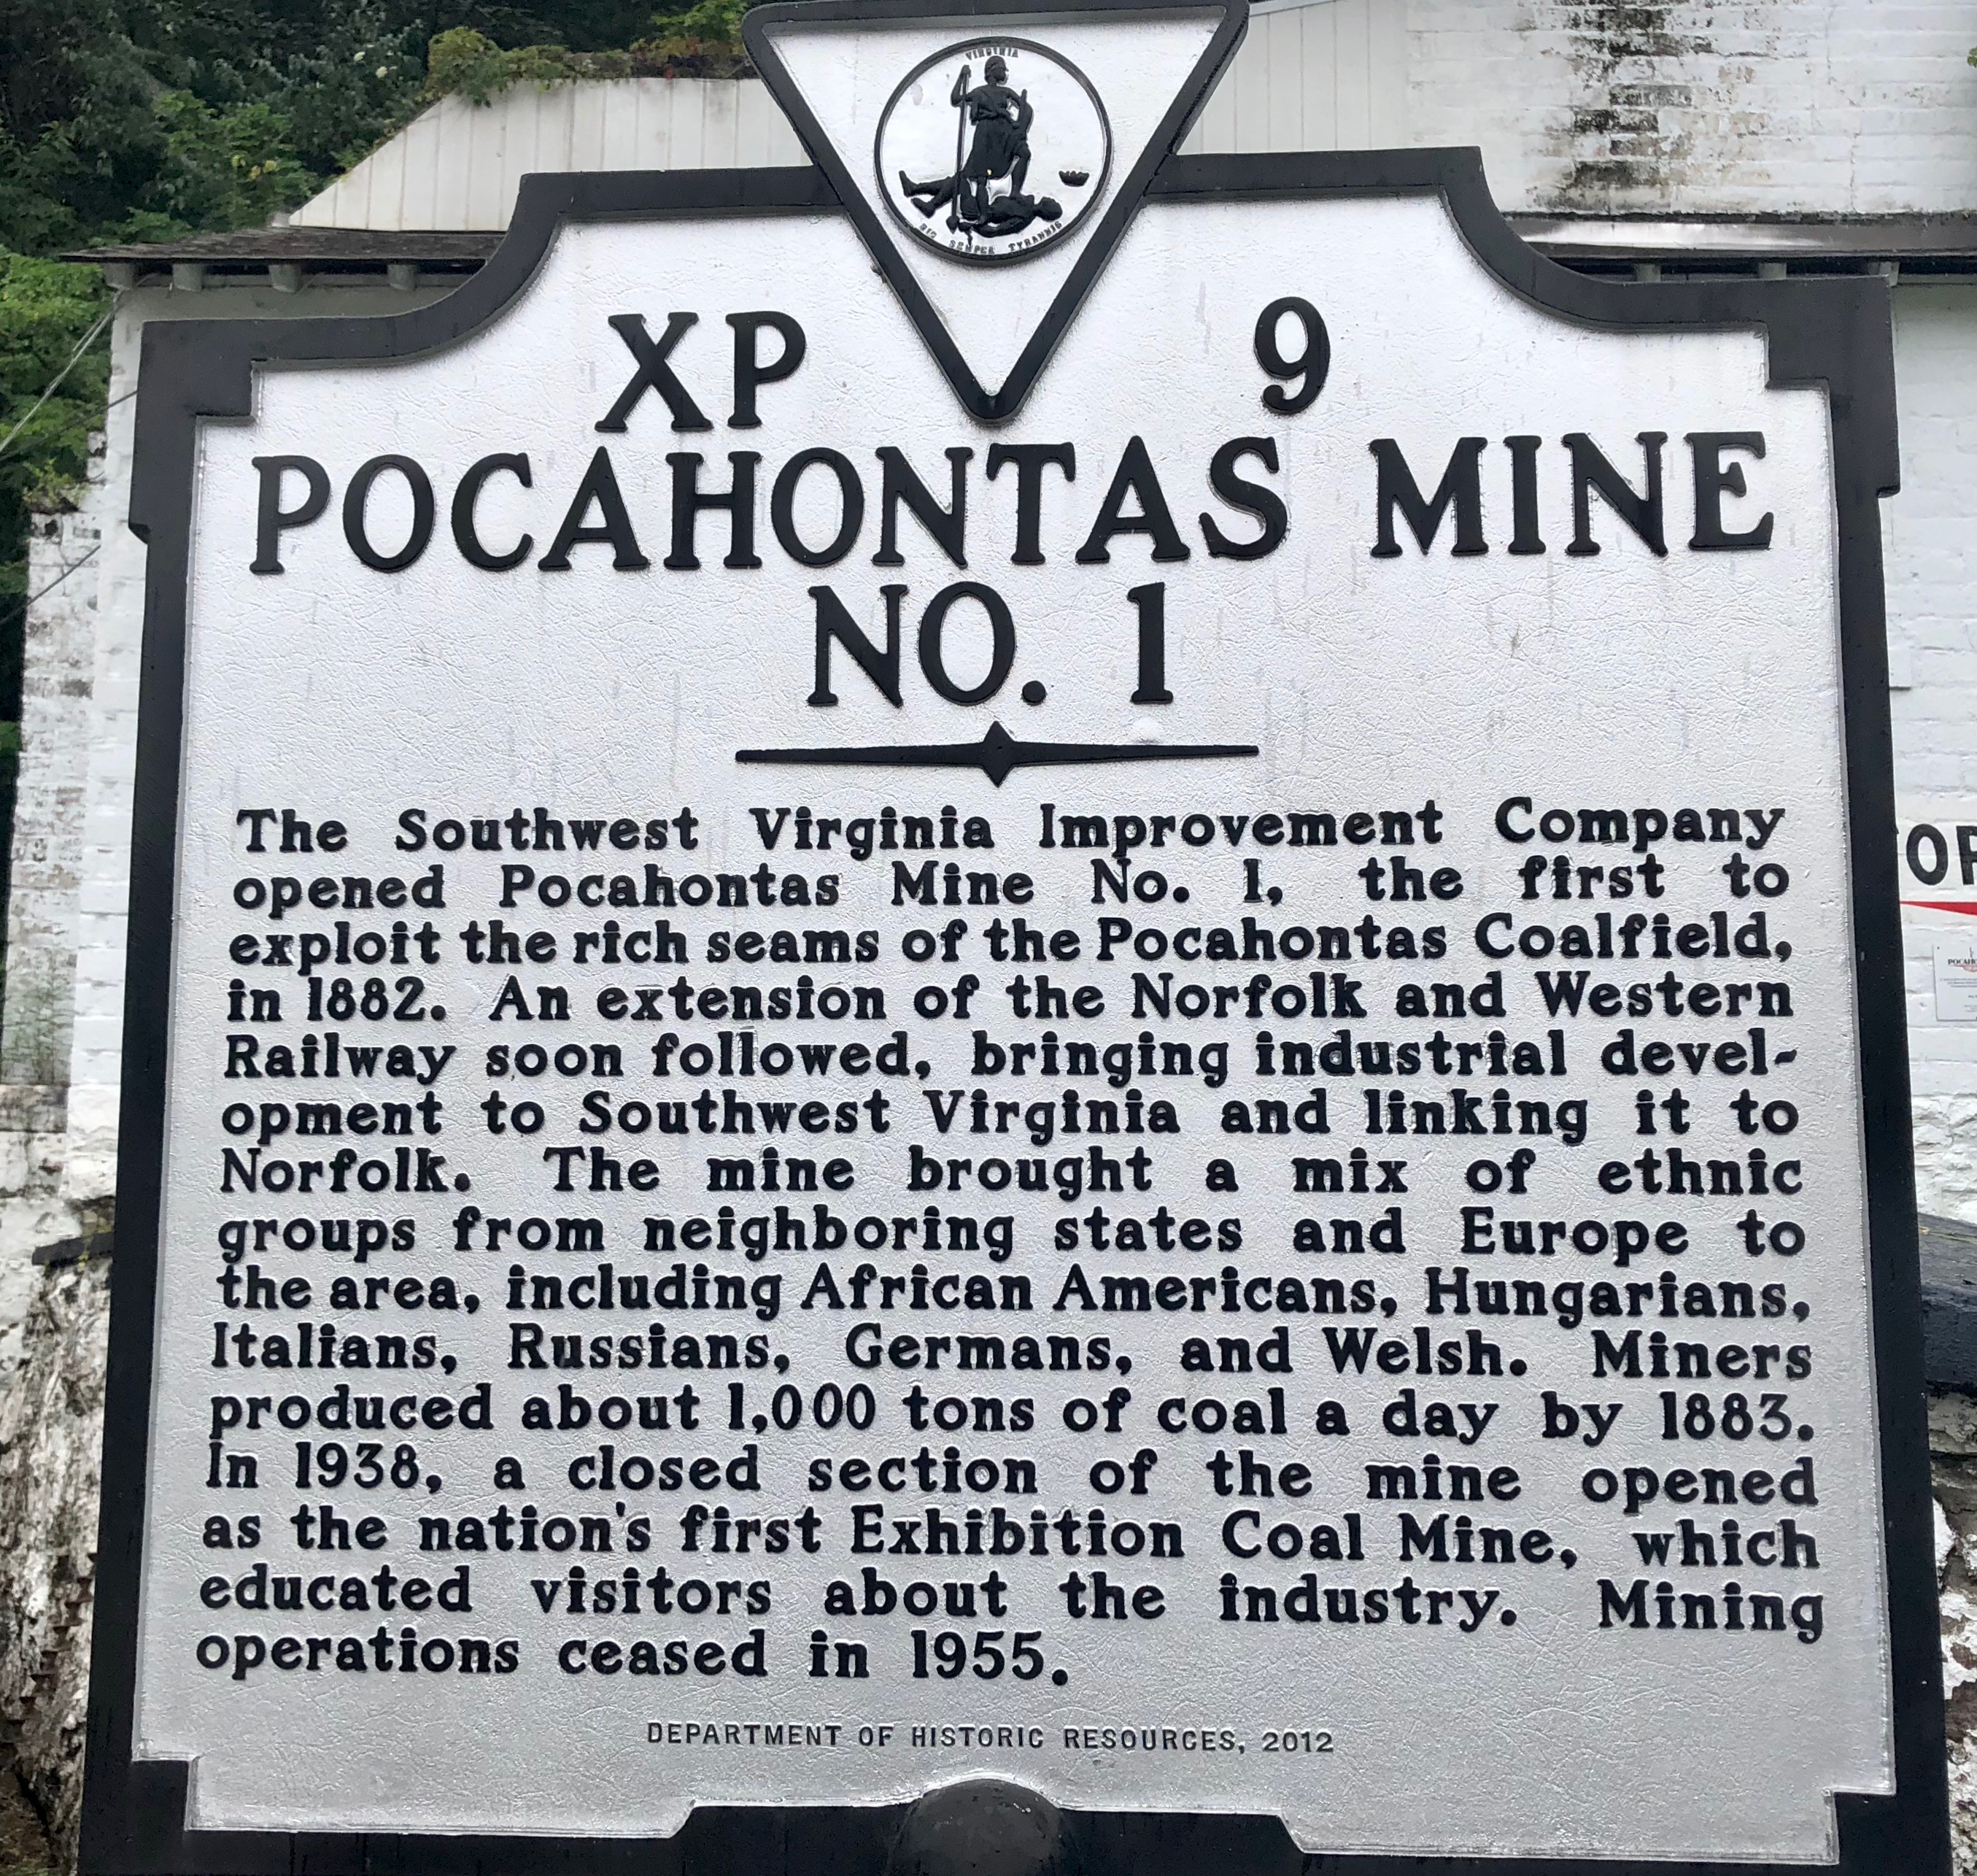 VIRGINIA
SIC SEMPER TYRANNIS
XP 9
POCAHONTAS MINE
NO. 1
The Southwest Virginia Improvement Company
opened Pocahontas Mine No. 1, the first to
exploit the rich seams of the Pocahontas Coalfield,
in 1882. An extension of the Norfolk and Western
Railway soon followed, bringing industrial devel-
opment to Southwest Virginia and linking it to
Norfolk. The mine brought a mix of ethnic
groups from neighboring states and Europe to
the area, including African Americans, Hungarians,
Italians, Russians, Germans, and Welsh. Miners
produced about 1,000 tons of coal a day by 1883.
In 1938, a closed section of the mine opened
as the nation's first Exhibition Coal Mine, which
educated visitors about the industry. Mining
operations ceased in 1955.
DEPARTMENT OF HISTORIC RESOURCES, 2012